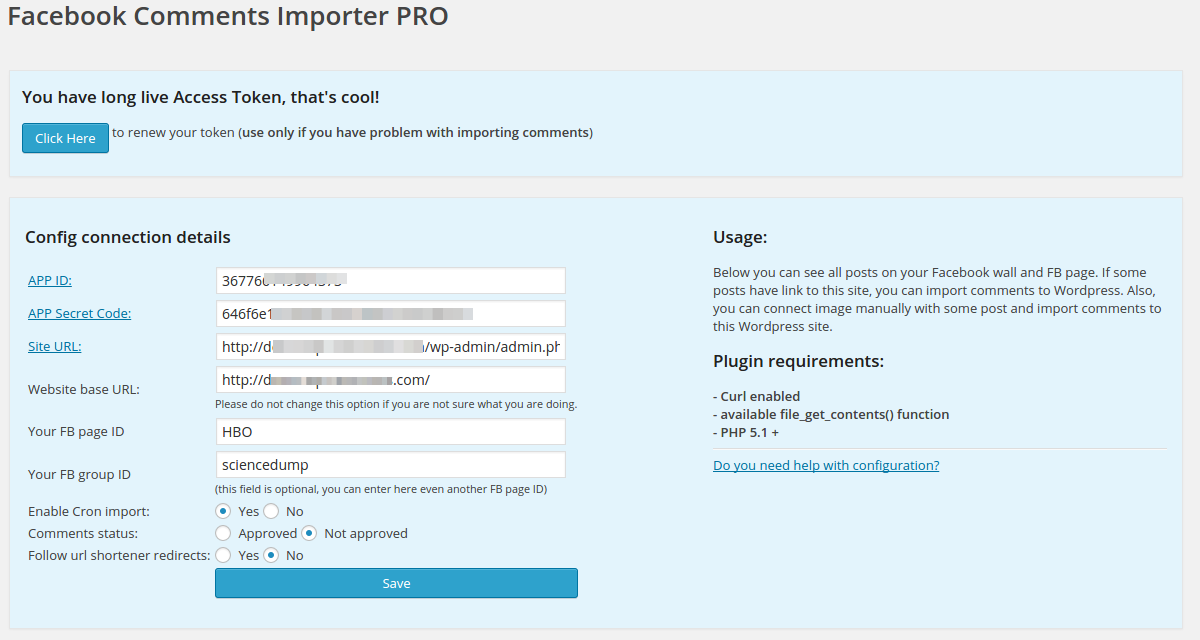 Facebook Comments Importer PRO
You have long live Access Token, that's cool!
Click Here to renew your token (use only if you have problem with importing comments)
Config connection details
APP ID: 36776
APP Secret Code: 646f6e1
Site URL: http://d /wp-admin/admin.ph
Website base URL: http://d .com/
Please do not change this option if you are not sure what you are doing.
Your FB page ID HBO
Your FB group ID sciencedump
(this field is optional, you can enter here even another FB page ID)
Enable Cron import: Yes No
Comments status: Approved Not approved
Follow url shortener redirects: Yes No
Save
Usage:
Below you can see all posts on your Facebook wall and FB page. If some
posts have link to this site, you can import comments to Wordpress. Also,
you can connect image manually with some post and import comments to
this Wordpress site.
Plugin requirements:
- Curl enabled
- available file_get_contents() function
- PHP 5.1 +
Do you need help with configuration?